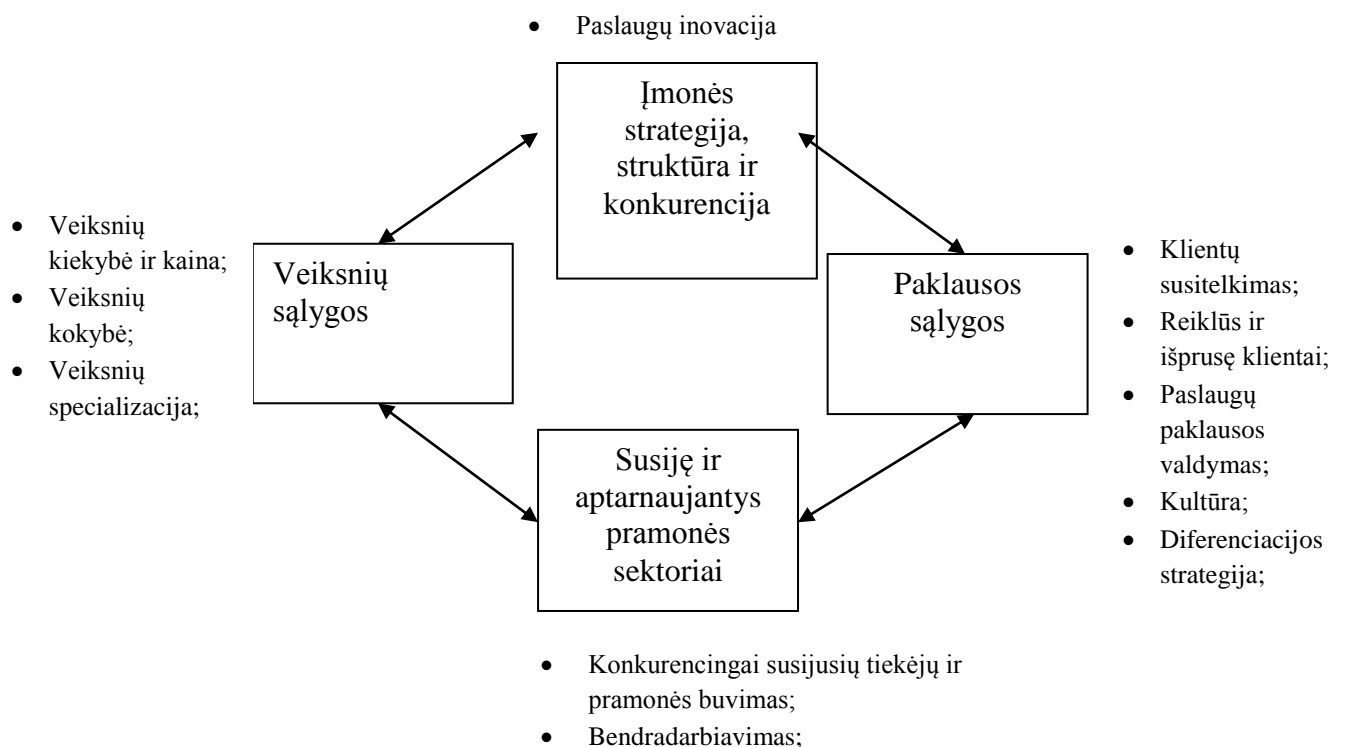 • Paslaugų inovacija
Įmonės
strategija,
struktūra ir
konkurencija
• Veiksnių
kiekybė ir kaina;
• Veiksnių
kokybė;
• Veiksnių
specializacija;
Veiksnių
sąlygos
Paklausos
sąlygos
• Klientų
susitelkimas;
• Reiklūs ir
išprusę klientai;
• Paslaugų
paklausos
valdymas;
• Kultūra;
• Diferenciacijos
strategija;
Susiję ir
aptarnaujantys
pramonės
sektoriai
• Konkurencingai susijusių tiekėjų ir
pramonės buvimas;
• Bendradarbiavimas;